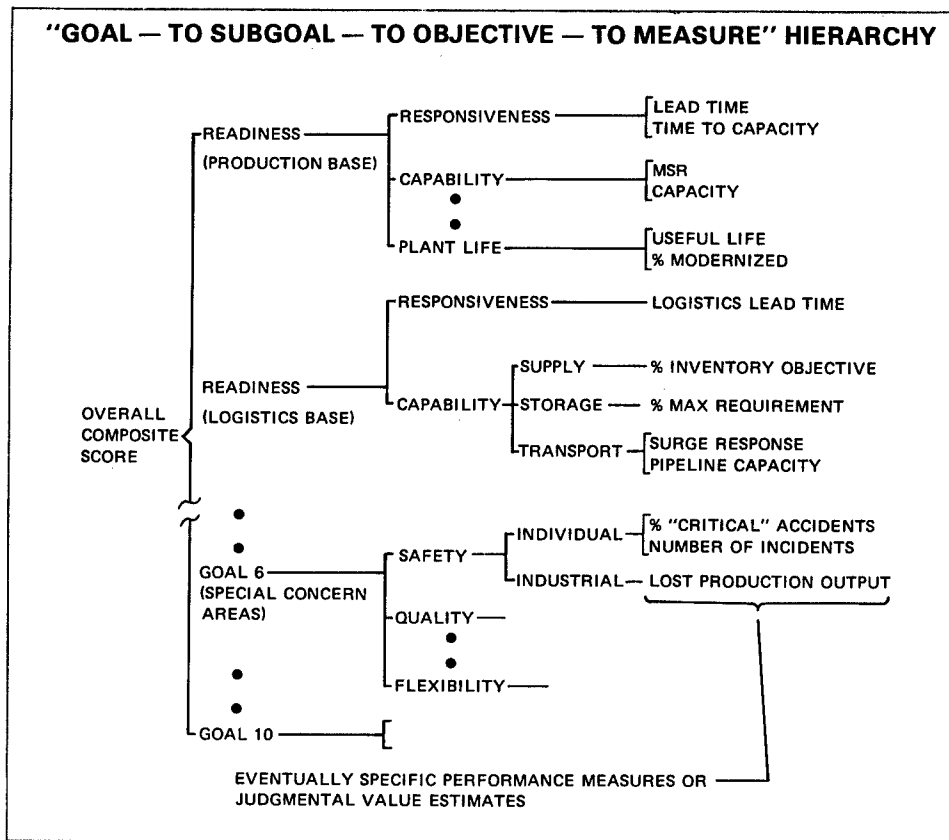 "GOAL — TO SUBGOAL — TO OBJECTIVE — TO MEASURE" HIERARCHY
OVERALL
COMPOSITE
SCORE
READINESS
(PRODUCTION BASE)
RESPONSIVENESS
LEAD TIME
TIME TO CAPACITY
CAPABILITY
MSR
CAPACITY
PLANT LIFE
USEFUL LIFE
% MODERNIZED
READINESS
(LOGISTICS BASE)
RESPONSIVENESS
LOGISTICS LEAD TIME
CAPABILITY
SUPPLY
% INVENTORY OBJECTIVE
STORAGE
% MAX REQUIREMENT
TRANSPORT
SURGE RESPONSE
PIPELINE CAPACITY
GOAL 6
(SPECIAL CONCERN
AREAS)
SAFETY
INDIVIDUAL
% "CRITICAL" ACCIDENTS
NUMBER OF INCIDENTS
INDUSTRIAL
LOST PRODUCTION OUTPUT
QUALITY
FLEXIBILITY
GOAL 10
EVENTUALLY SPECIFIC PERFORMANCE MEASURES OR
JUDGMENTAL VALUE ESTIMATES